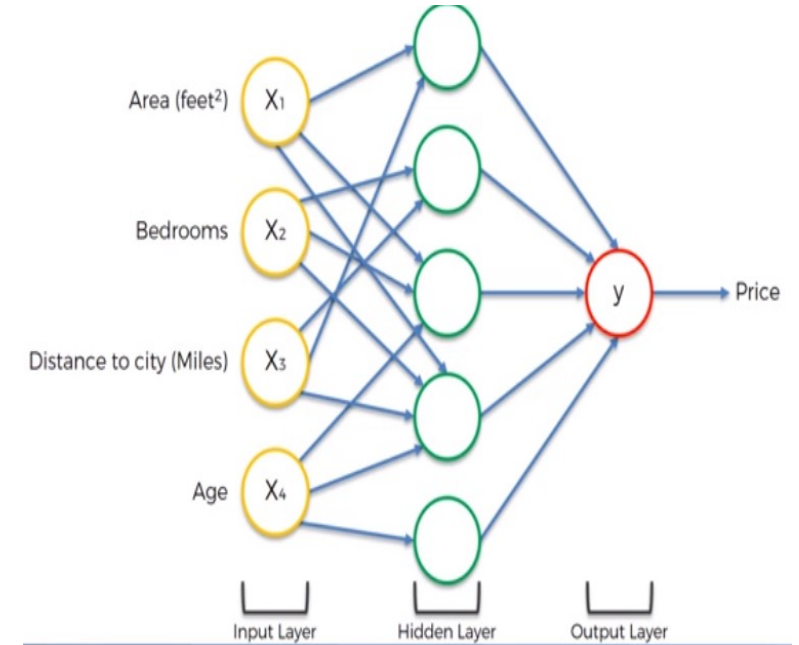 Area (feet²)
X₁
Bedrooms
X₂
Distance to city (Miles)
X₃
Age
X₄
y
Price
Input Layer
Hidden Layer
Output Layer